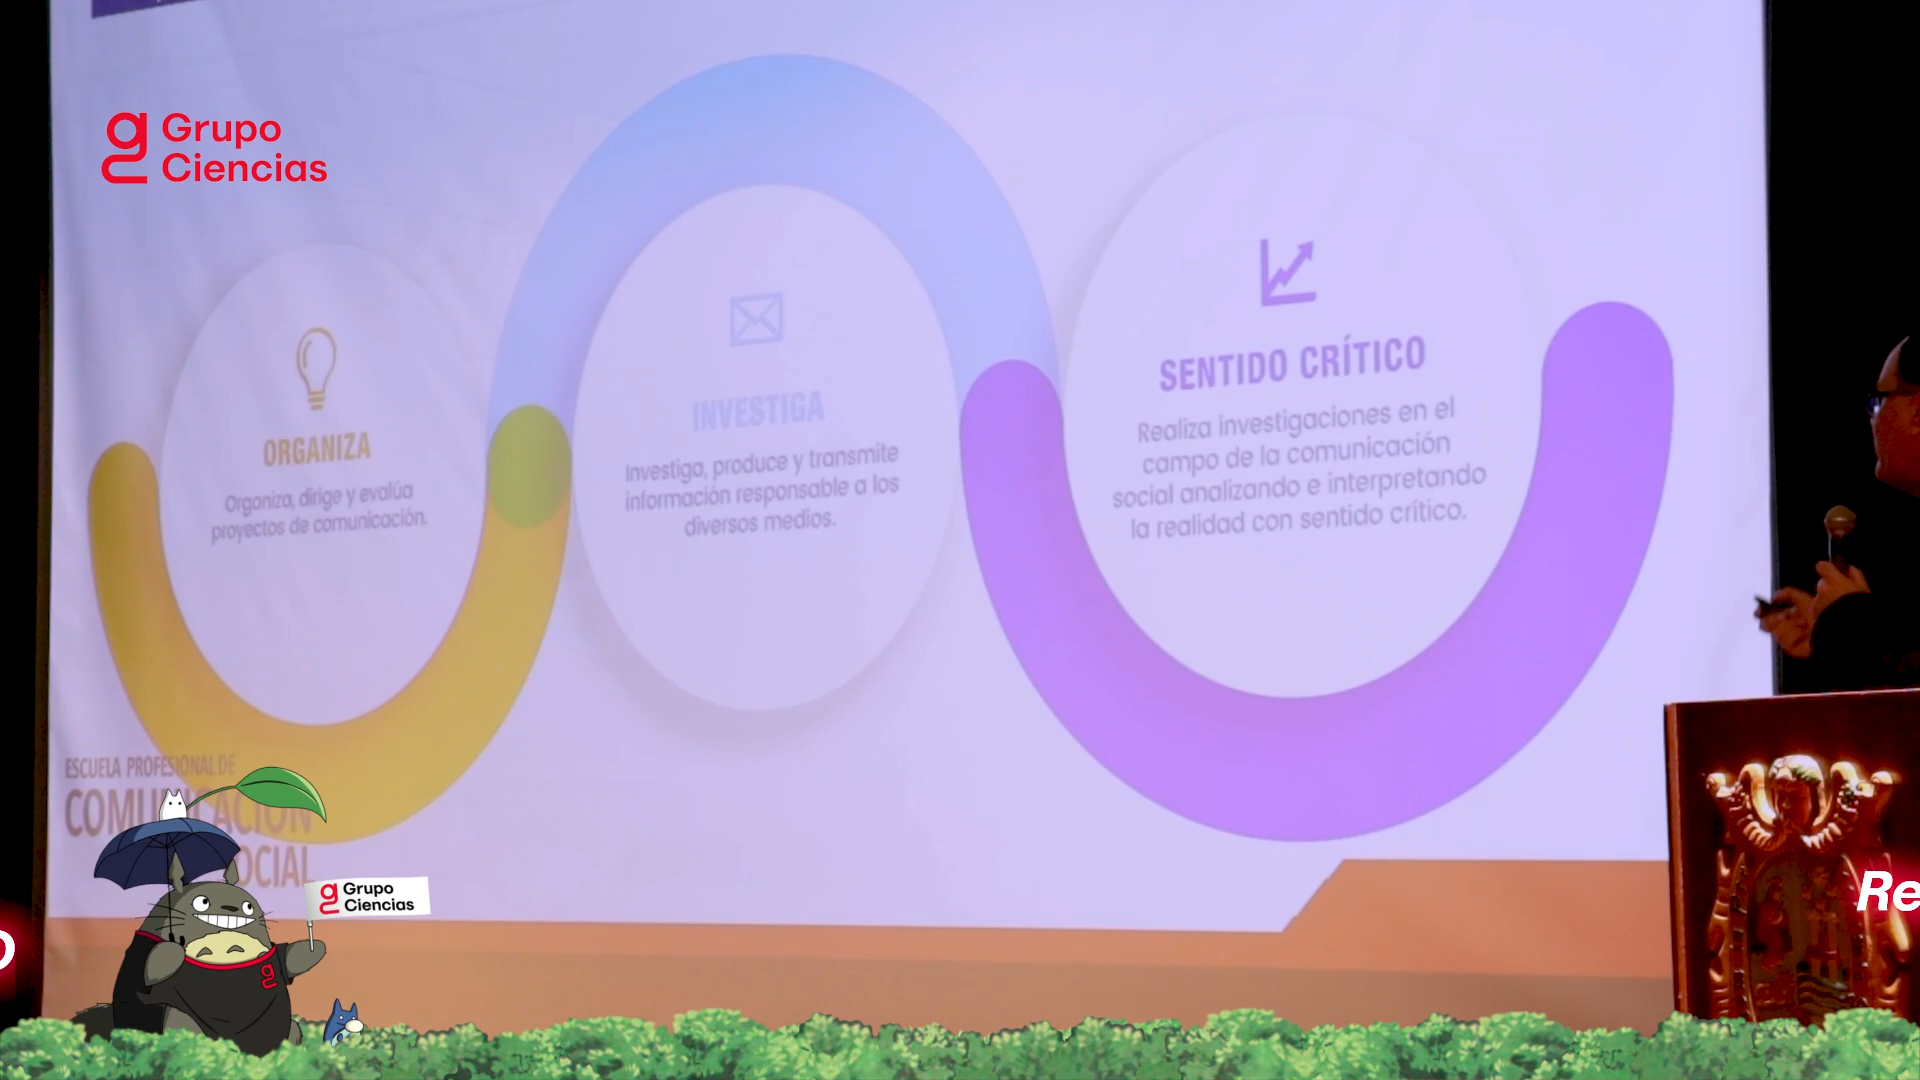 Grupo
Ciencias
ORGANIZA
Organiza, dirige y evalúa
proyectos de comunicación.
INVESTIGA
Investiga, produce y transmite
información responsable a los
diversos medios.
SENTIDO CRÍTICO
Realiza investigaciones en el
campo de la comunicación
social analizando e interpretando
la realidad con sentido crítico.
ESCUELA PROFESIONAL DE
COMUNICACIÓN
SOCIAL
Grupo
Ciencias
Re
O